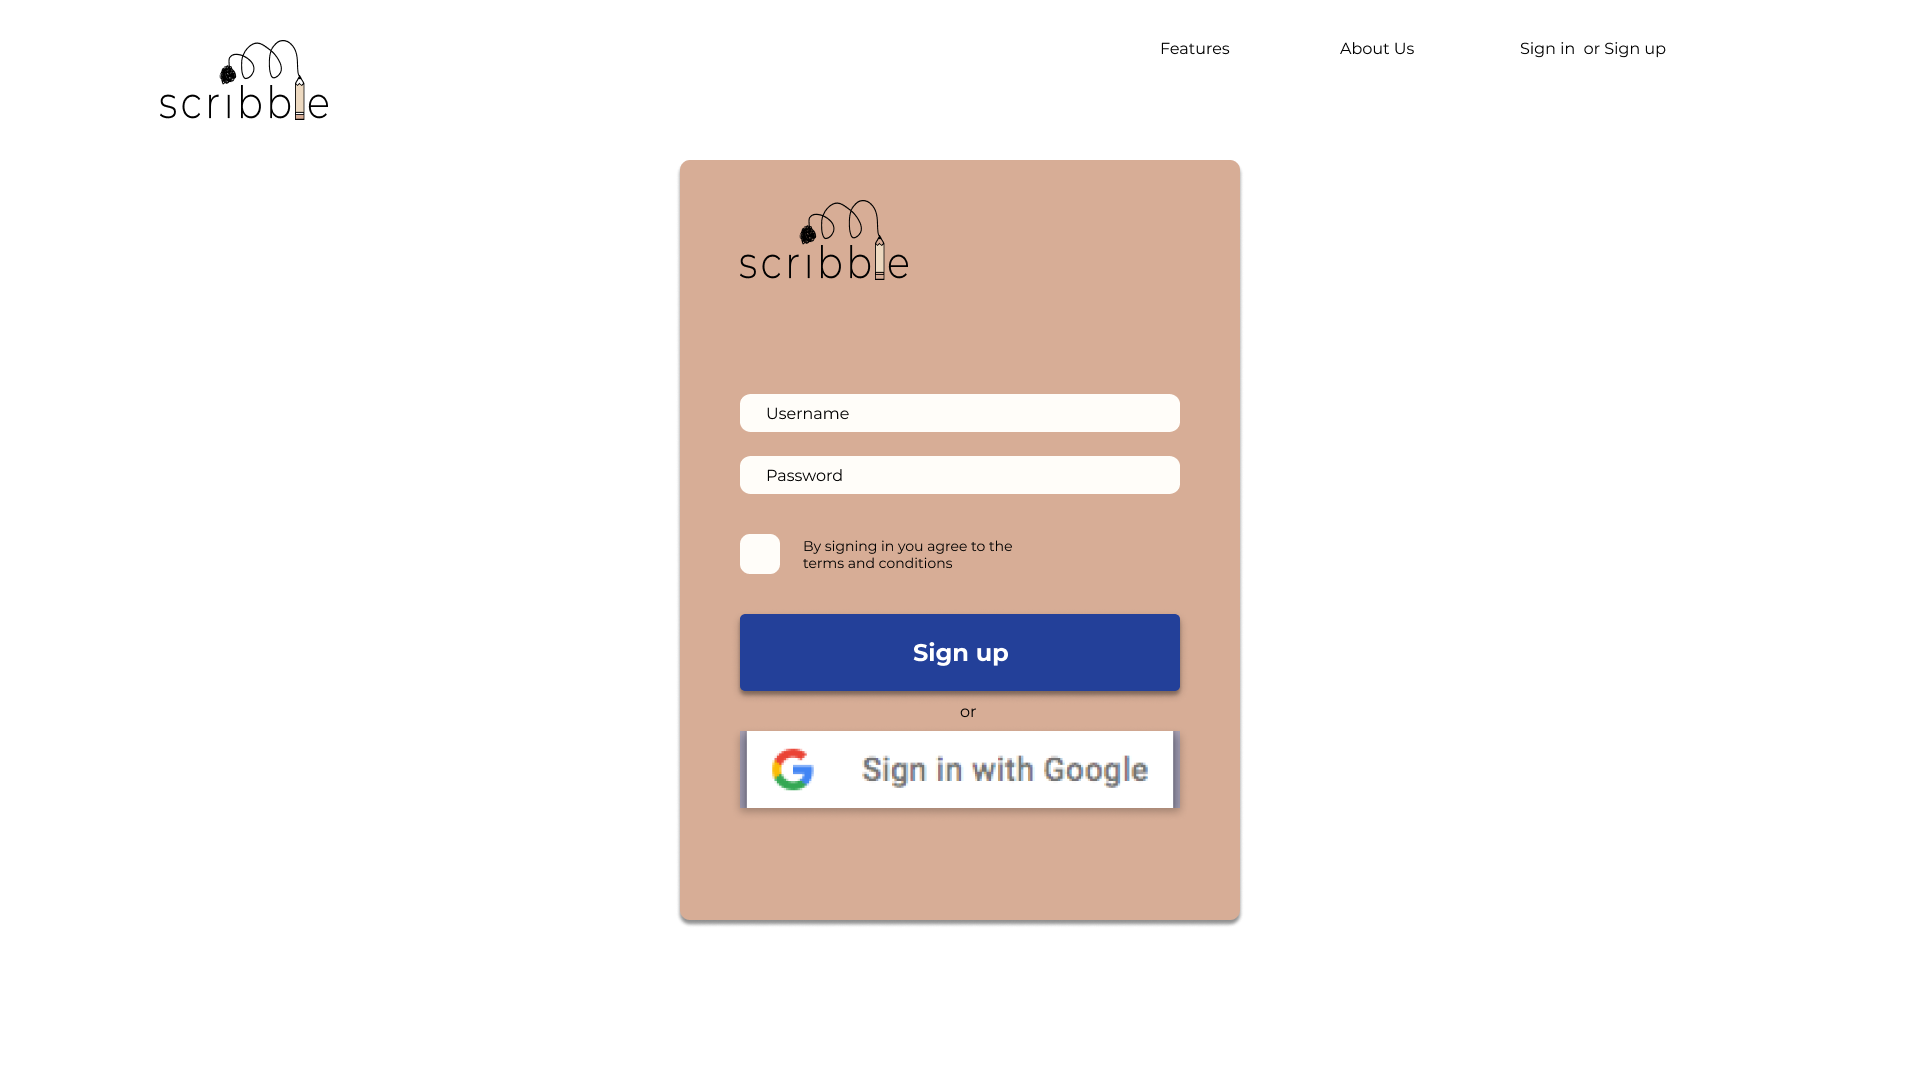 scribble
Features
About Us
Sign in or Sign up
scribble
Username
Password
By signing in you agree to the
terms and conditions
Sign up
or
Sign in with Google